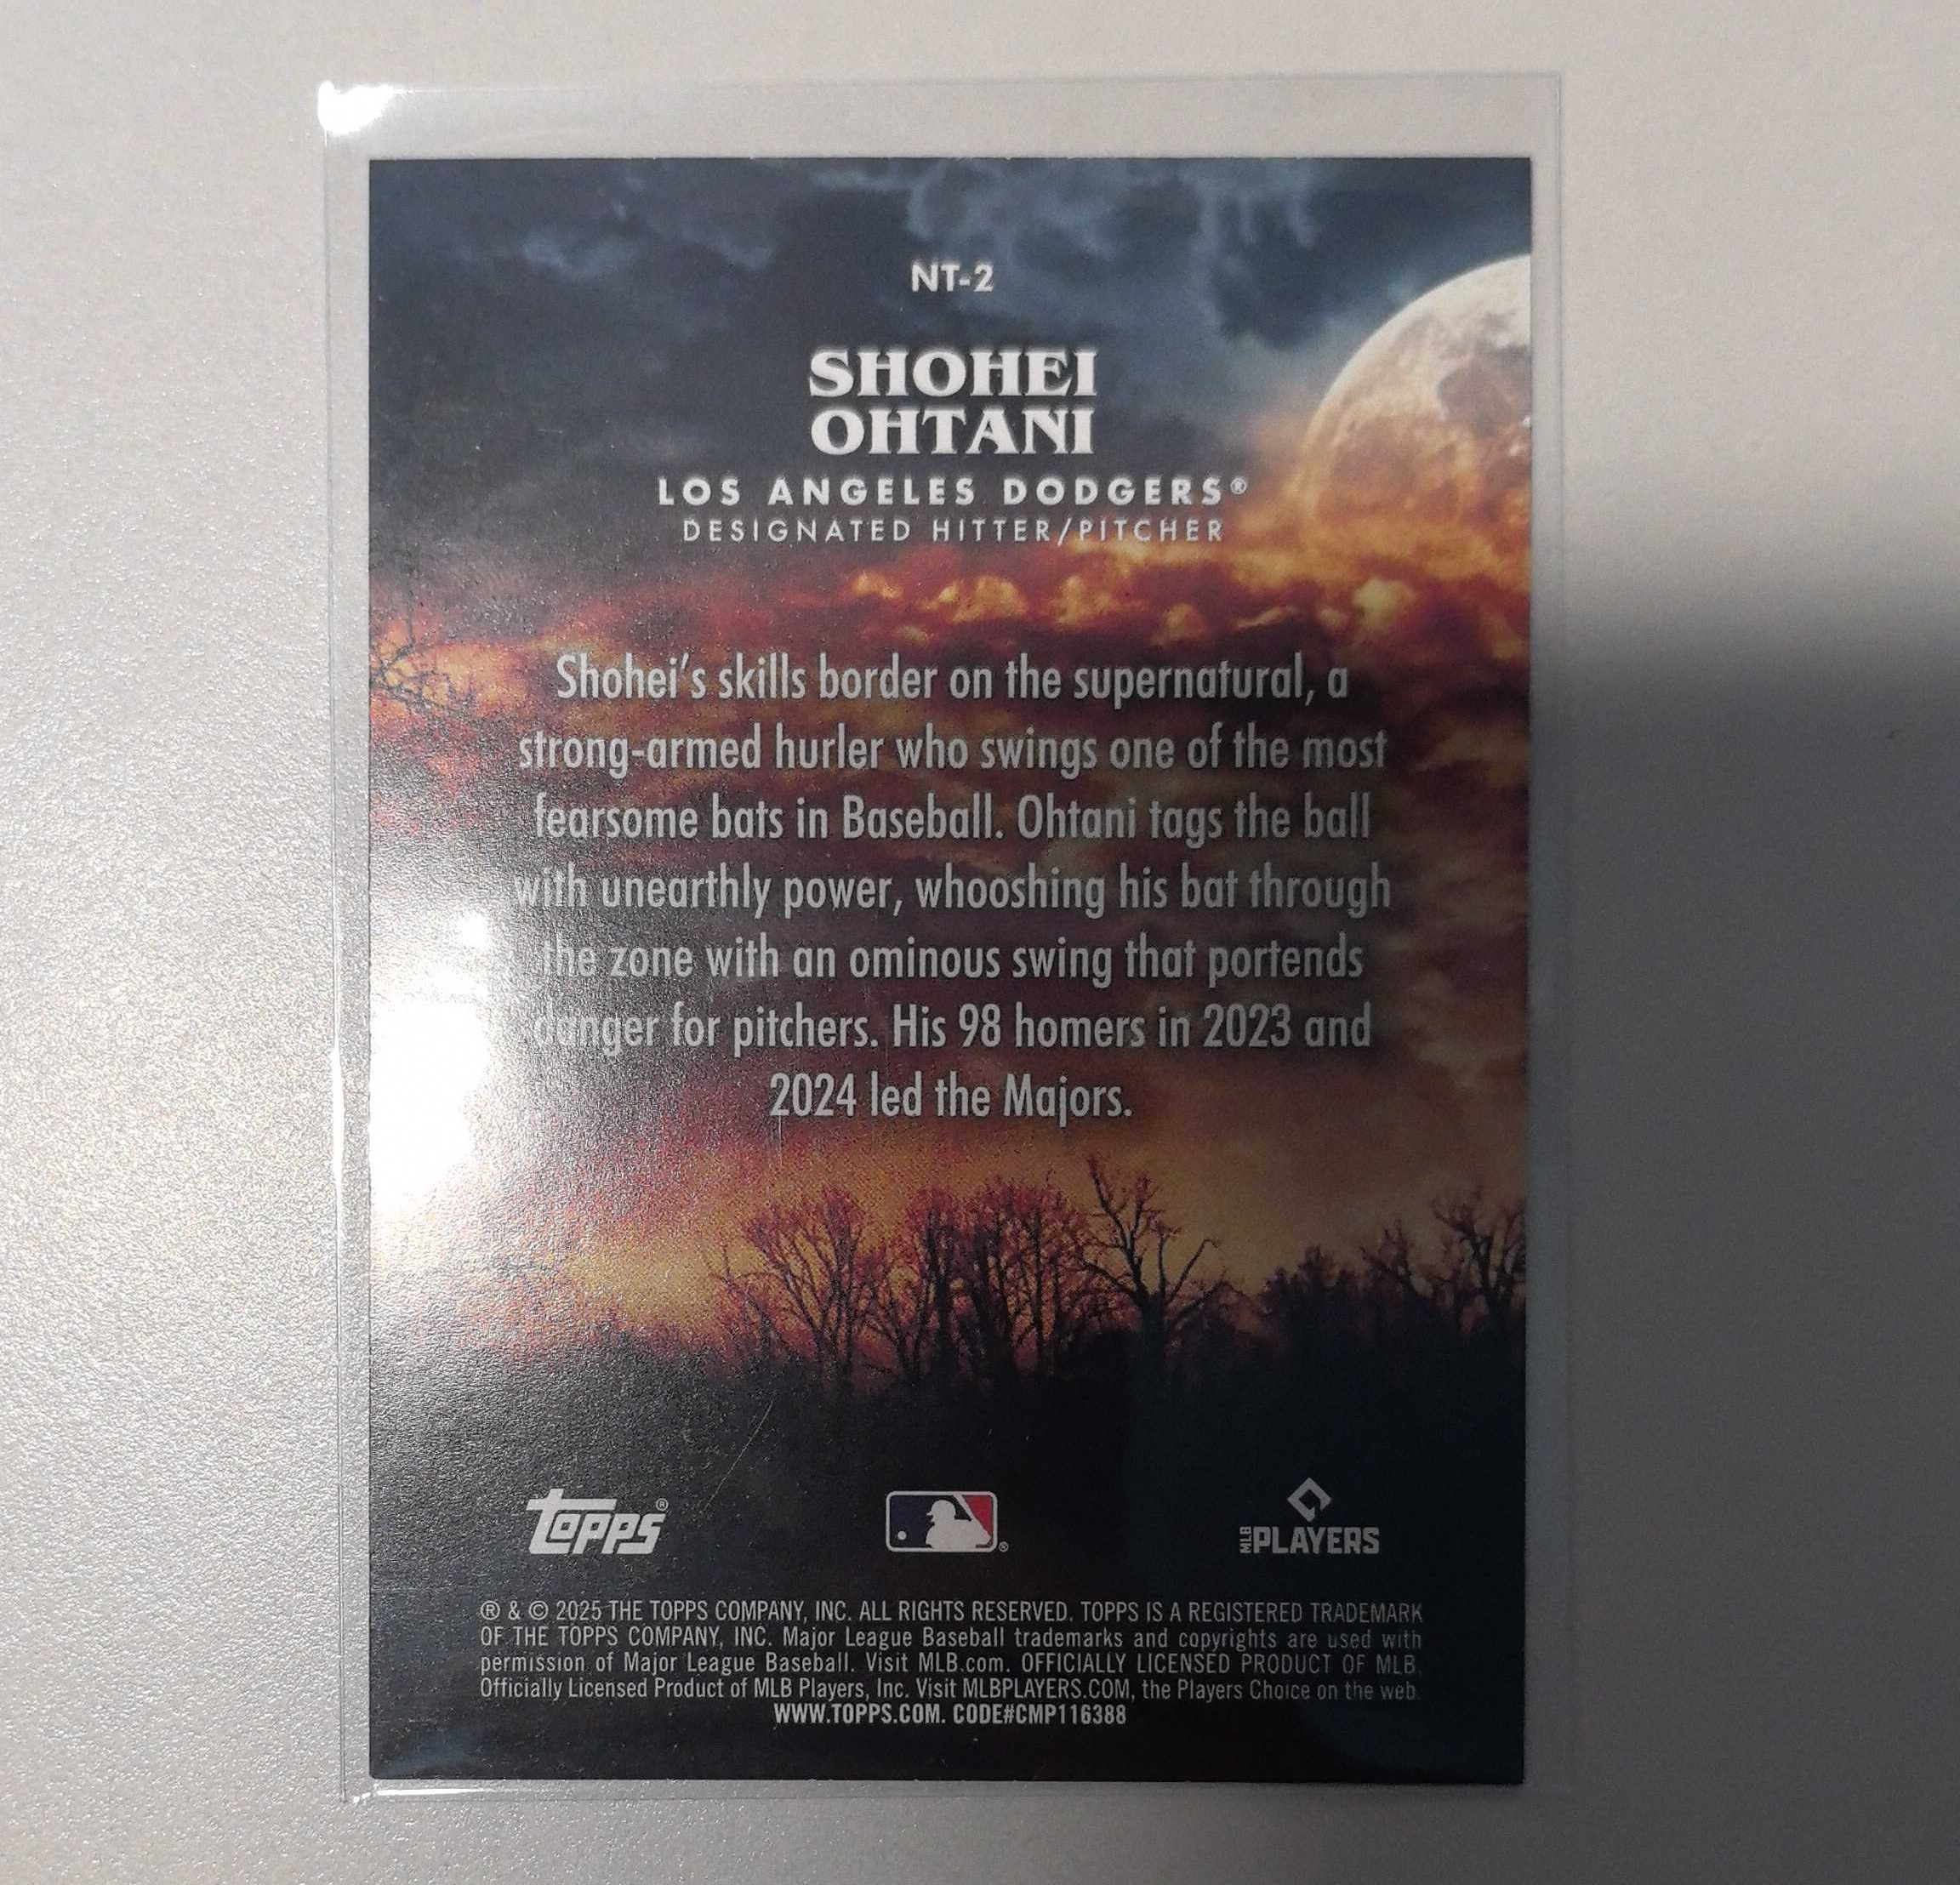 NT-2
SHOHEI
OHTANI
LOS ANGELES DODGERS®
DESIGNATED HITTER/PITCHER
Shohei's skills border on the supernatural, a
strong-armed hurler who swings one of the most
fearsome bats in Baseball. Ohtani tags the ball
with unearthly power, whooshing his bat through
the zone with an ominous swing that portends
danger for pitchers. His 98 homers in 2023 and
2024 led the Majors.
topps® MLB PLAYERS
® & © 2025 THE TOPPS COMPANY, INC. ALL RIGHTS RESERVED. TOPPS IS A REGISTERED TRADEMARK
OF THE TOPPS COMPANY, INC. Major League Baseball trademarks and copyrights are used with
permission of Major League Baseball. Visit MLB.com. OFFICIALLY LICENSED PRODUCT OF MLB.
Officially Licensed Product of MLB Players, Inc. Visit MLBPLAYERS.COM, the Players Choice on the web.
WWW.TOPPS.COM. CODE#CMP116388